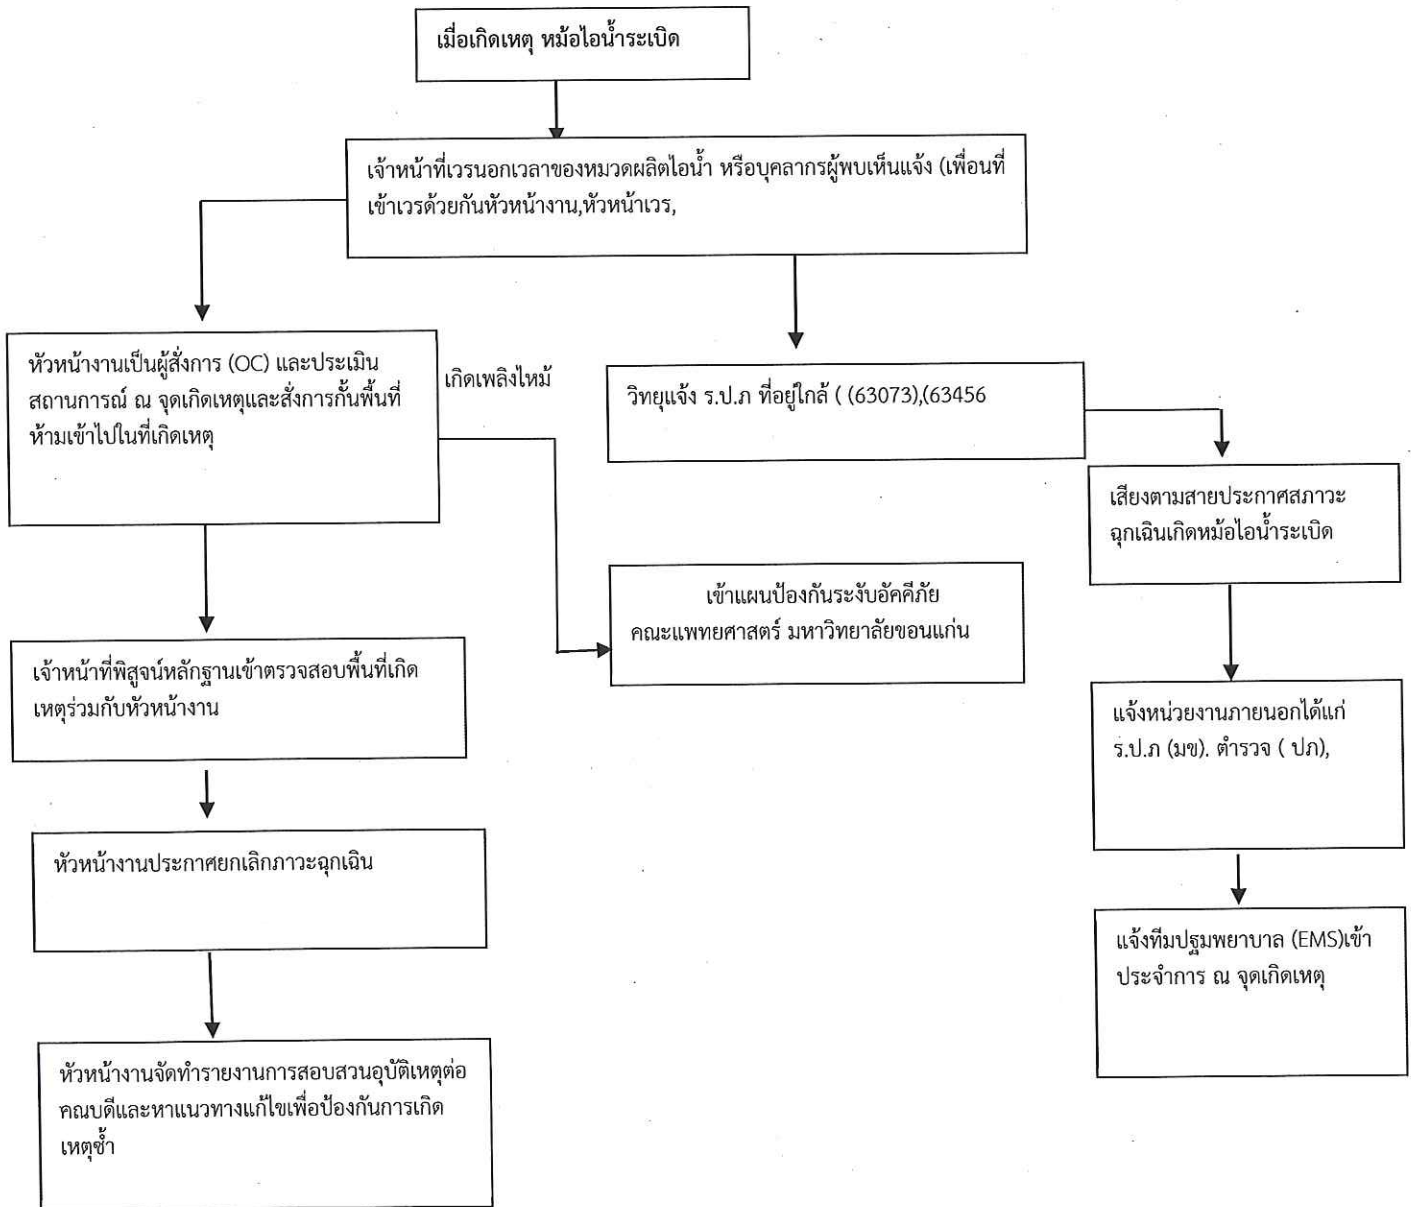 เมื่อเกิดเหตุ หม้อไอน้ำระเบิด
เจ้าหน้าที่เวรนอกเวลาของหมวดผลิตไอน้ำ หรือบุคลากรผู้พบเห็นแจ้ง (เพื่อนที่
เข้าเวรด้วยกันหัวหน้างาน,หัวหน้าเวร,
หัวหน้างานเป็นผู้สั่งการ (OC) และประเมิน
สถานการ์ณ ณ จุดเกิดเหตุและสั่งการกั้นพื้นที่
ห้ามเข้าไปในที่เกิดเหตุ
เกิดเพลิงไหม้
วิทยุแจ้ง ร.ป.ภ ที่อยู่ใกล้ ( (63073),(63456
เสียงตามสายประกาศสภาวะ
ฉุกเฉินเกิดหม้อไอน้ำระเบิด
เข้าแผนป้องกันระงับอัคคีภัย
คณะแพทยศาสตร์ มหาวิทยาลัยขอนแก่น
เจ้าหน้าที่พิสูจน์หลักฐานเข้าตรวจสอบพื้นที่เกิด
เหตุร่วมกับหัวหน้างาน
แจ้งหน่วยงานภายนอกได้แก่
ร.ป.ภ (มข). ตำรวจ ( ปภ),
หัวหน้างานประกาศยกเลิกภาวะฉุกเฉิน
แจ้งทีมปฐมพยาบาล (EMS)เข้า
ประจำการ ณ จุดเกิดเหตุ
หัวหน้างานจัดทำรายงานการสอบสวนอุบัติเหตุต่อ
คณบดีและหาแนวทางแก้ไขเพื่อป้องกันการเกิด
เหตุซ้ำ